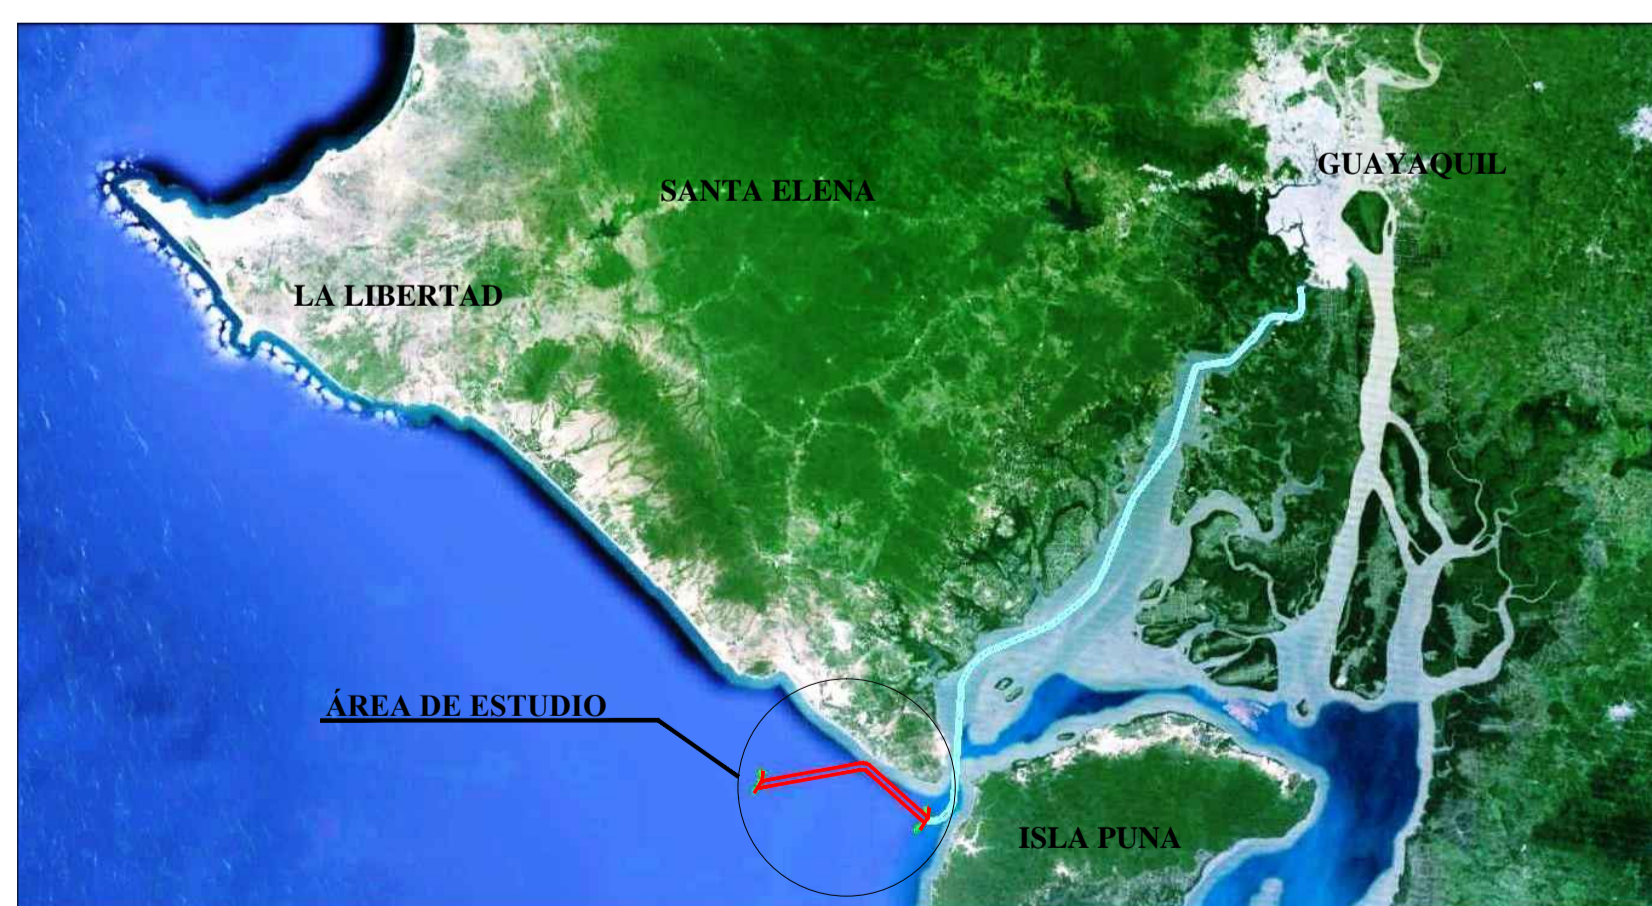 GUAYAQUIL
SANTA ELENA
LA LIBERTAD
ÁREA DE ESTUDIO
ISLA PUNA